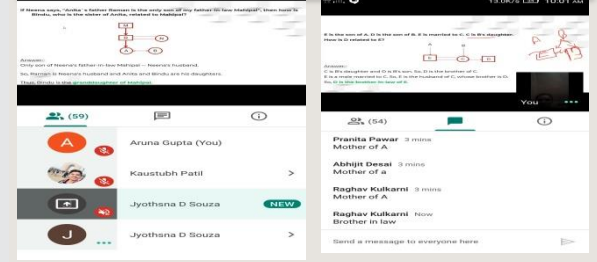 If Neena says, "Anita's father Raman is the only son of my father-in-law Mahipal", then how is
Bindu, who is the sister of Anita, related to Mahipal?
Answer:
Only son of Neena's father-in-law Mahipal — Neena's husband.
So, Raman is Neena's husband and Anita and Bindu are his daughters.
Thus, Bindu is the granddaughter of Mahipal.
(59)
A
Aruna Gupta (You)
Kaustubh Patil
Jyothsna D Souza
NEW
J
Jyothsna D Souza
10:01 AM
E is the son of A. D is the son of B. E is married to C. C is B's daughter.
How is D related to E?
Answer:
C is B's daughter and D is B's son. So, D is the brother of C.
E is a male married to C. So, E is the husband of C, whose brother is D.
So, D is the brother-in-law of E.
You
(54)
Pranita Pawar 3 mins
Mother of A
Abhijit Desai 3 mins
Mother of a
Raghav Kulkarni 3 mins
Mother of A
Raghav Kulkarni Now
Brother in law
Send a message to everyone here